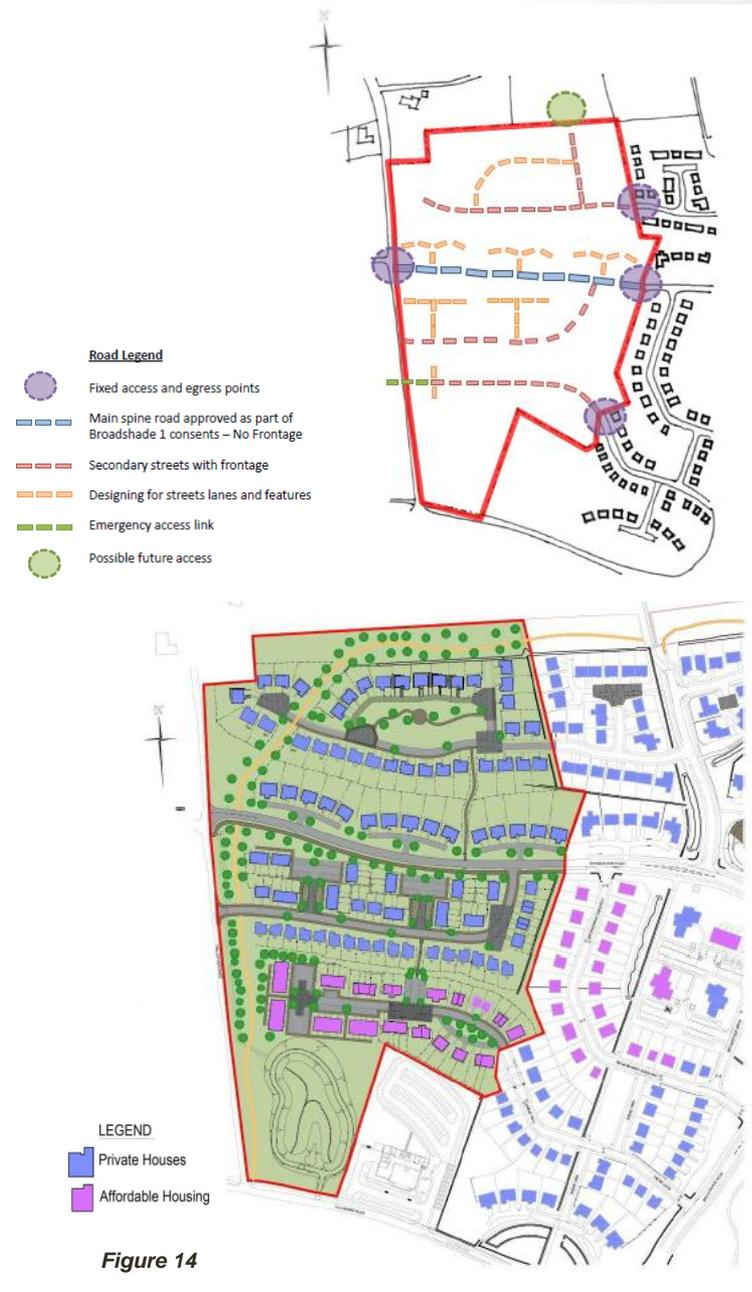 N
Road Legend
Fixed access and egress points
Main spine road approved as part of
Broadshade 1 consents – No Frontage
Secondary streets with frontage
Designing for streets lanes and features
Emergency access link
Possible future access
N
LEGEND
Private Houses
Affordable Housing
Figure 14